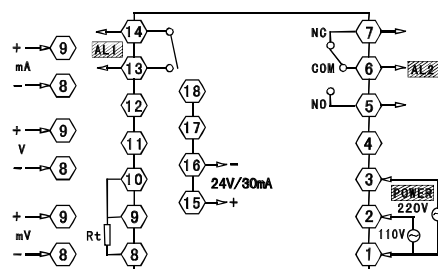 14 NC 7
+ 9 AL1
mA 13 COM 6 AL2
- 8 18
12 NO 5
+ 9 17
V 11 4
- 8 16 -
10 24V/30mA 3
15 + POWER
+ 9 9 2 220V
mV Rt 110V
- 8 8 1